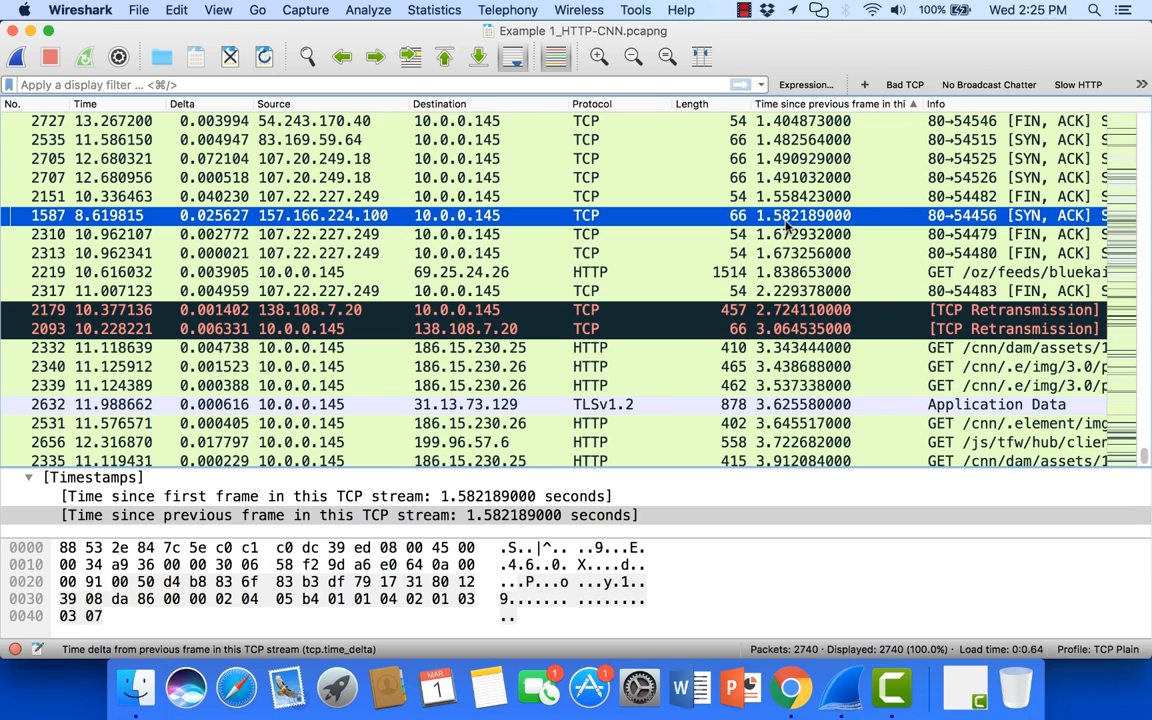 Wireshark File Edit View Go Capture Analyze Statistics Telephony Wireless Tools Help 100% Wed 2:25 PM
Example 1_HTTP-CNN.pcapng
Apply a display filter ... <⌘/> Expression... + Bad TCP No Broadcast Chatter Slow HTTP »
No. Time Delta Source Destination Protocol Length Time since previous frame in thi Info
2727 13.267200 0.003994 54.243.170.40 10.0.0.145 TCP 54 1.404873000 80→54546 [FIN, ACK] S
2535 11.586150 0.004947 83.169.59.64 10.0.0.145 TCP 66 1.482564000 80→54515 [SYN, ACK] S
2705 12.680321 0.072104 107.20.249.18 10.0.0.145 TCP 66 1.490929000 80→54525 [SYN, ACK] S
2707 12.680956 0.000518 107.20.249.18 10.0.0.145 TCP 66 1.491032000 80→54526 [SYN, ACK] S
2151 10.336463 0.040230 107.22.227.249 10.0.0.145 TCP 54 1.558423000 80→54482 [FIN, ACK] S
1587 8.619815 0.025627 157.166.224.100 10.0.0.145 TCP 66 1.582189000 80→54456 [SYN, ACK] S
2310 10.962107 0.002772 107.22.227.249 10.0.0.145 TCP 54 1.672932000 80→54479 [FIN, ACK] S
2313 10.962341 0.000021 107.22.227.249 10.0.0.145 TCP 54 1.673256000 80→54480 [FIN, ACK] S
2219 10.616032 0.003905 10.0.0.145 69.25.24.26 HTTP 1514 1.838653000 GET /oz/feeds/bluekai
2317 11.007123 0.004959 107.22.227.249 10.0.0.145 TCP 54 2.229378000 80→54483 [FIN, ACK] S
2179 10.377136 0.001402 138.108.7.20 10.0.0.145 TCP 457 2.724110000 [TCP Retransmission]
2093 10.228221 0.006331 10.0.0.145 138.108.7.20 TCP 66 3.064535000 [TCP Retransmission]
2332 11.118639 0.004738 10.0.0.145 186.15.230.25 HTTP 410 3.343444000 GET /cnn/dam/assets/1
2340 11.125912 0.001523 10.0.0.145 186.15.230.26 HTTP 465 3.438688000 GET /cnn/.e/img/3.0/p
2339 11.124389 0.000388 10.0.0.145 186.15.230.26 HTTP 462 3.537338000 GET /cnn/.e/img/3.0/p
2632 11.988662 0.000616 10.0.0.145 31.13.73.129 TLSv1.2 878 3.625580000 Application Data
2531 11.576571 0.000405 10.0.0.145 186.15.230.26 HTTP 402 3.645517000 GET /cnn/.element/img
2656 12.316870 0.017797 10.0.0.145 199.96.57.6 HTTP 558 3.722682000 GET /js/tfw/hub/clien
2335 11.119431 0.000229 10.0.0.145 186.15.230.25 HTTP 415 3.912084000 GET /cnn/dam/assets/1
[Timestamps]
[Time since first frame in this TCP stream: 1.582189000 seconds]
[Time since previous frame in this TCP stream: 1.582189000 seconds]
0000 88 53 2e 84 7c 5e c0 c1 c0 dc 39 ed 08 00 45 00 .S..|^.. ..9...E.
0010 00 34 a9 36 00 00 30 06 58 f2 9d a6 e0 64 0a 00 .4.6..0. X....d..
0020 00 91 00 50 d4 b8 83 6f 83 b3 df 79 17 31 80 12 ...P...o ...y.1..
0030 39 08 da 86 00 00 02 04 05 b4 01 01 04 02 01 03 9....... ........
0040 03 07 ..
Time delta from previous frame in this TCP stream (tcp.time_delta) Packets: 2740 · Displayed: 2740 (100.0%) · Load time: 0:0.64 Profile: TCP Plain
MAR 1 1 1 W P C C